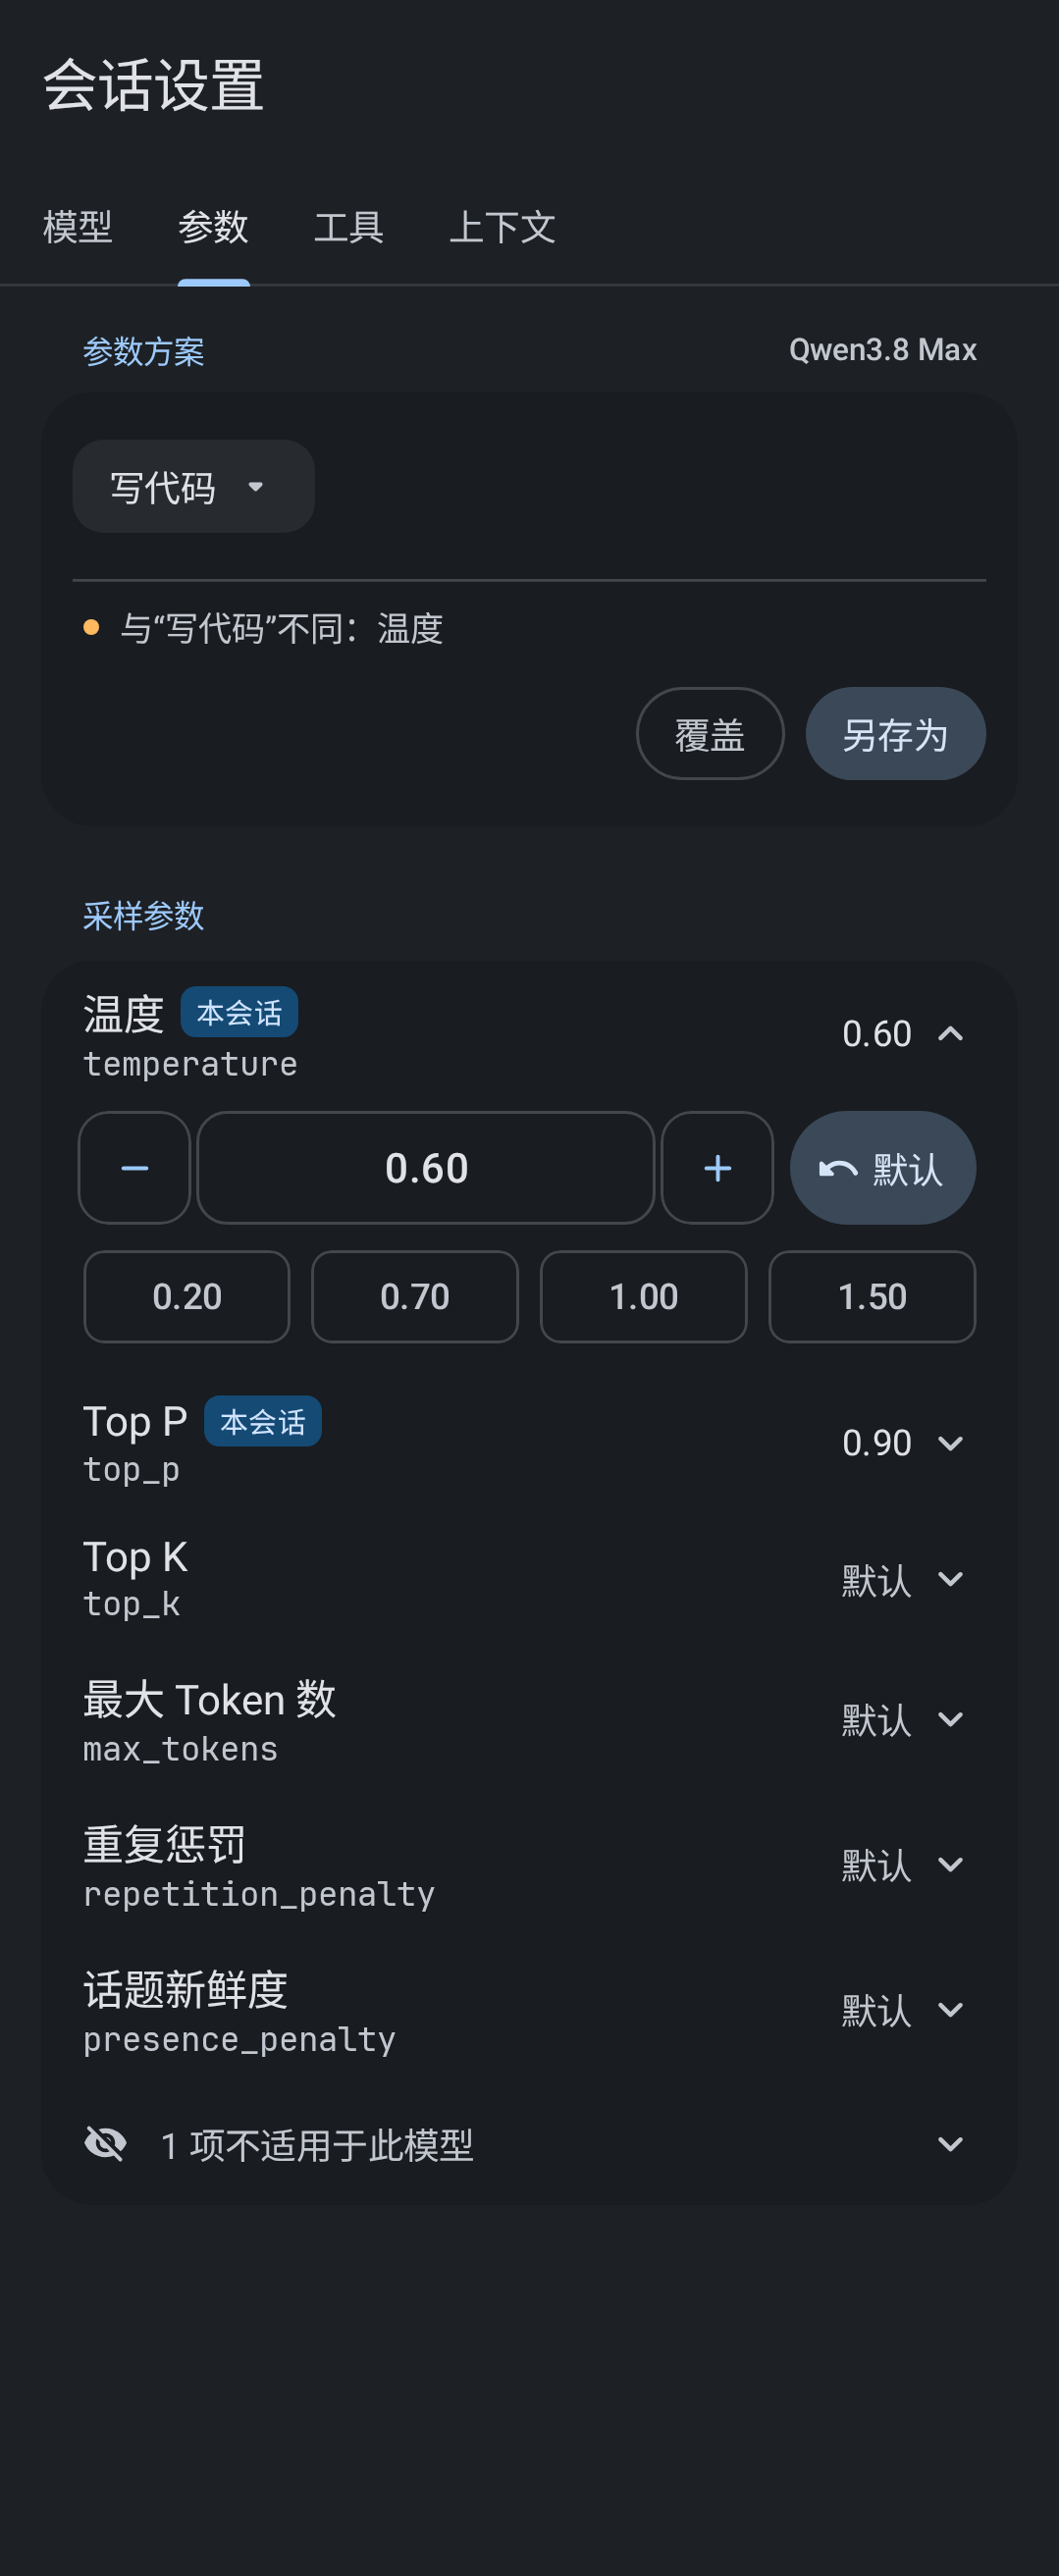 会话设置
模型 参数 工具 上下文
参数方案 Qwen3.8 Max
写代码
与“写代码”不同：温度
覆盖 另存为
采样参数
温度 本会话
temperature
0.60
0.60
默认
0.20 0.70 1.00 1.50
Top P 本会话
top_p
0.90
Top K
top_k
默认
最大 Token 数
max_tokens
默认
重复惩罚
repetition_penalty
默认
话题新鲜度
presence_penalty
默认
1 项不适用于此模型